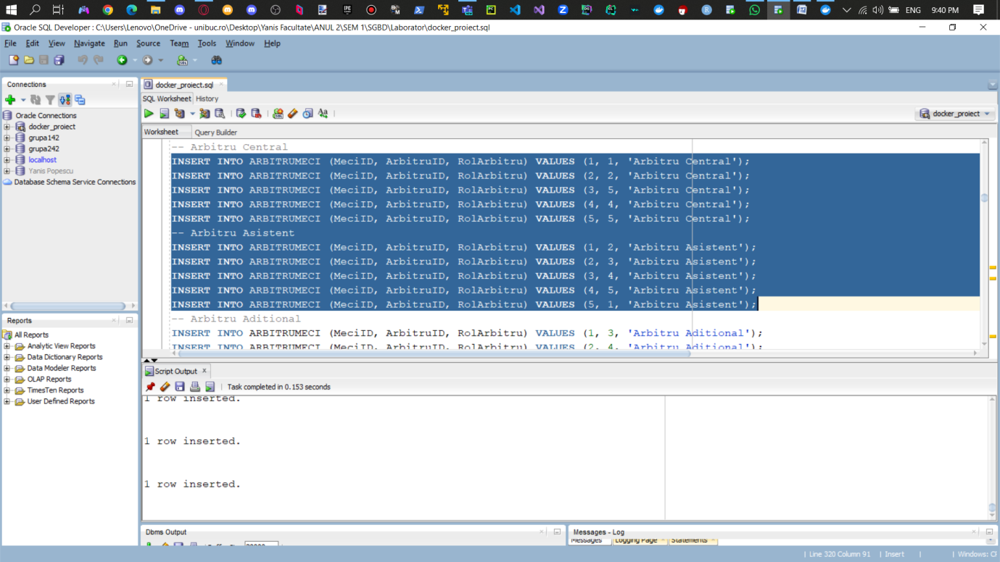 ENG 9:40 PM
Oracle SQL Developer : C:\Users\Lenovo\OneDrive - unibuc.ro\Desktop\Yanis Facultate\ANUL 2\SEM 1\SGBD\Laborator\docker_proiect.sql
File Edit View Navigate Run Source Team Tools Window Help
Connections
docker_proiect.sql
SQL Worksheet History
Oracle Connections
docker_proiect
grupa142
grupa242
localhost
Yanis Popescu
Database Schema Service Connections
docker_proiect
Worksheet Query Builder
-- Arbitru Central
INSERT INTO ARBITRUMECI (MeciID, ArbitruID, RolArbitru) VALUES (1, 1, 'Arbitru Central');
INSERT INTO ARBITRUMECI (MeciID, ArbitruID, RolArbitru) VALUES (2, 2, 'Arbitru Central');
INSERT INTO ARBITRUMECI (MeciID, ArbitruID, RolArbitru) VALUES (3, 5, 'Arbitru Central');
INSERT INTO ARBITRUMECI (MeciID, ArbitruID, RolArbitru) VALUES (4, 4, 'Arbitru Central');
INSERT INTO ARBITRUMECI (MeciID, ArbitruID, RolArbitru) VALUES (5, 5, 'Arbitru Central');
-- Arbitru Asistent
INSERT INTO ARBITRUMECI (MeciID, ArbitruID, RolArbitru) VALUES (1, 2, 'Arbitru Asistent');
INSERT INTO ARBITRUMECI (MeciID, ArbitruID, RolArbitru) VALUES (2, 3, 'Arbitru Asistent');
INSERT INTO ARBITRUMECI (MeciID, ArbitruID, RolArbitru) VALUES (3, 4, 'Arbitru Asistent');
INSERT INTO ARBITRUMECI (MeciID, ArbitruID, RolArbitru) VALUES (4, 5, 'Arbitru Asistent');
INSERT INTO ARBITRUMECI (MeciID, ArbitruID, RolArbitru) VALUES (5, 1, 'Arbitru Asistent');
-- Arbitru Aditional
INSERT INTO ARBITRUMECI (MeciID, ArbitruID, RolArbitru) VALUES (1, 3, 'Arbitru Aditional');
INSERT INTO ARBITRUMECI (MeciID, ArbitruID, RolArbitru) VALUES (2, 4, 'Arbitru Aditional');
Reports
All Reports
Analytic View Reports
Data Dictionary Reports
Data Modeler Reports
OLAP Reports
TimesTen Reports
User Defined Reports
Script Output
Task completed in 0.153 seconds
1 row inserted.
1 row inserted.
1 row inserted.
Dbms Output
Messages - Log
Messages Logging Page Statements
Line 320 Column 91 Insert Windows: CF